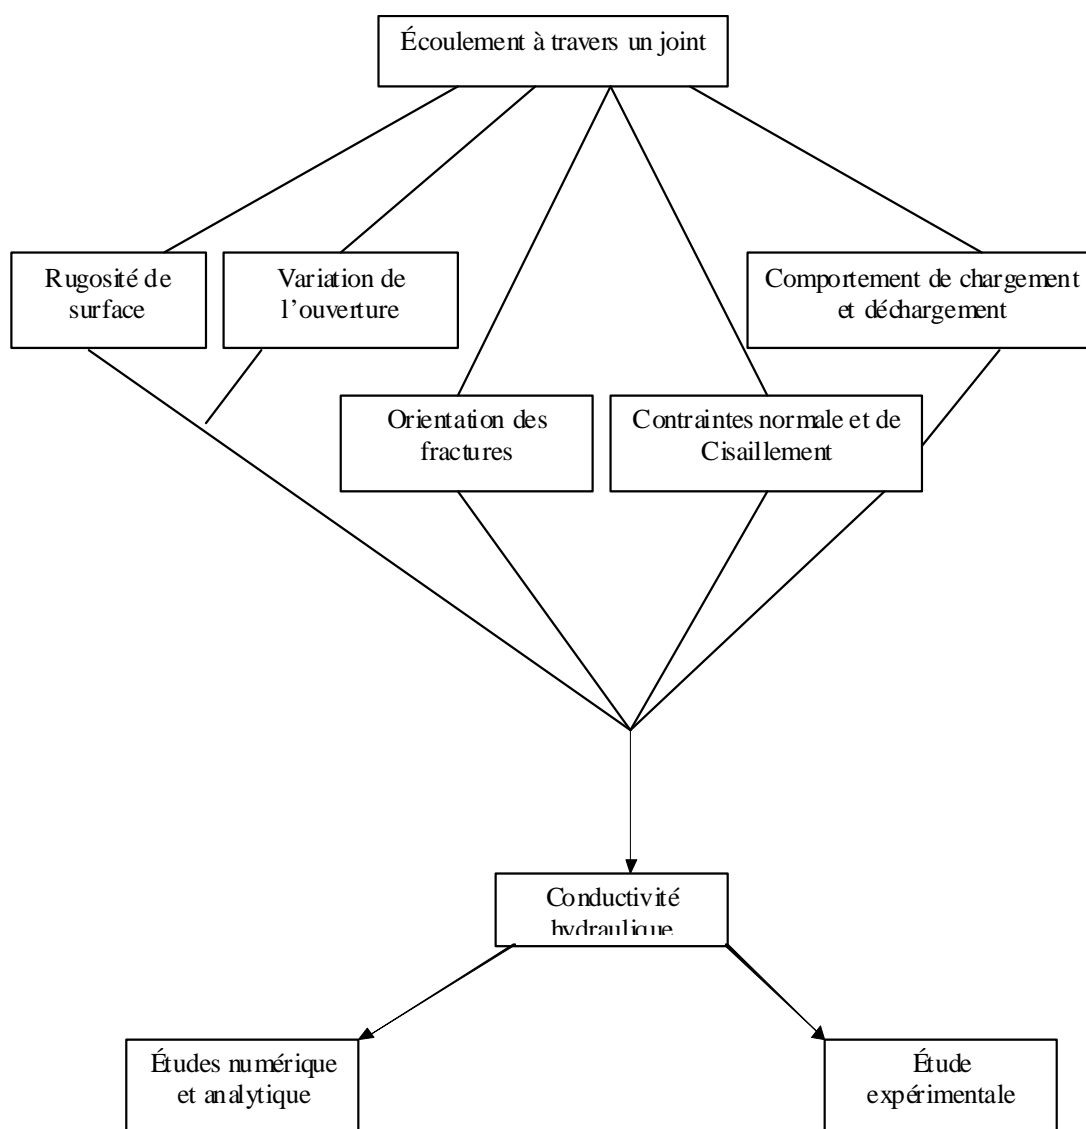 Écoulement à travers un joint
Rugosité de
surface
Variation de
l’ouverture
Comportement de chargement
et déchargement
Orientation des
fractures
Contraintes normale et de
Cisaillement
Conductivité
hydraulique
Études numérique
et analytique
Étude
expérimentale